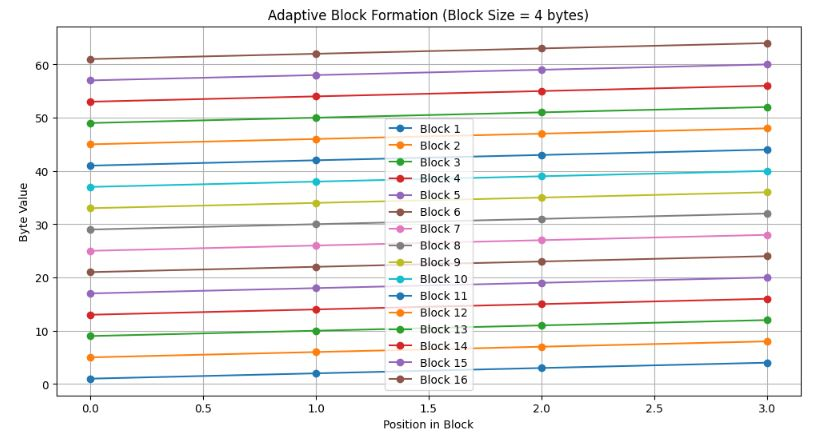 Adaptive Block Formation (Block Size = 4 bytes)
60
50
40
30
20
10
0
Byte Value
Block 1
Block 2
Block 3
Block 4
Block 5
Block 6
Block 7
Block 8
Block 9
Block 10
Block 11
Block 12
Block 13
Block 14
Block 15
Block 16
0.0 0.5 1.0 1.5 2.0 2.5 3.0
Position in Block